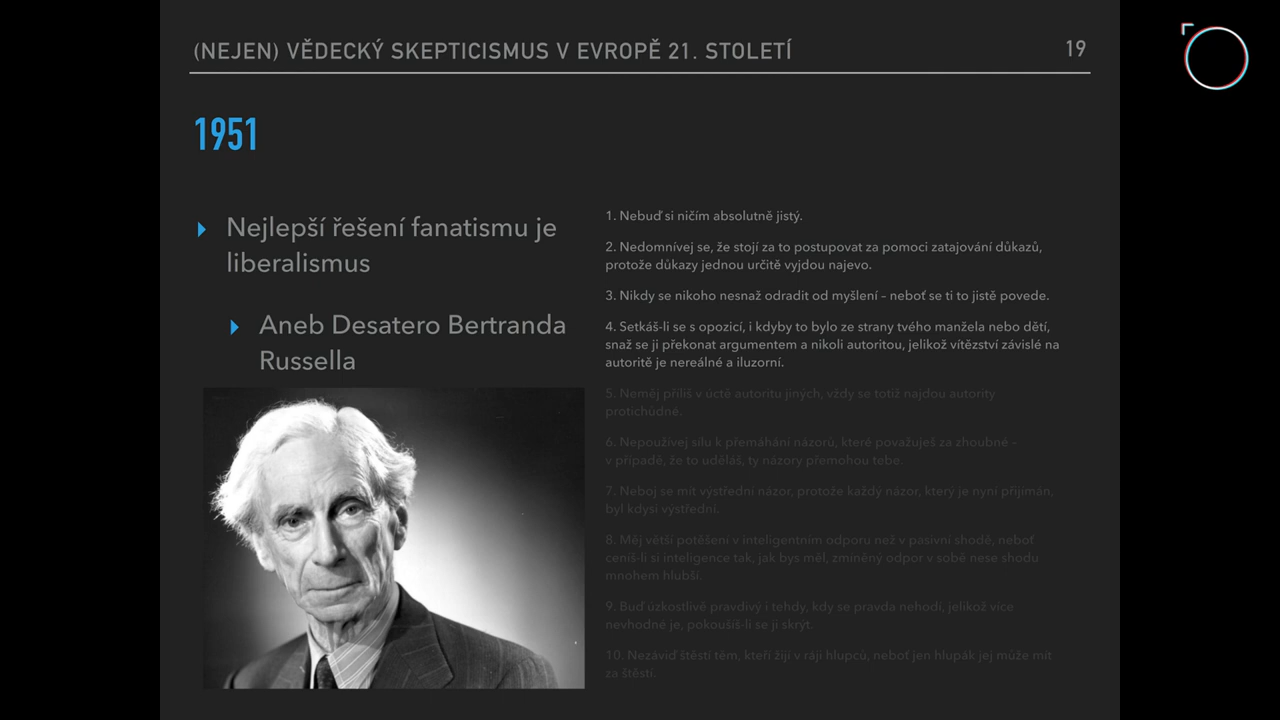 (NEJEN) VĚDECKÝ SKEPTICISMUS V EVROPĚ 21. STOLETÍ
19
1951
Nejlepší řešení fanatismu je
liberalismus
Aneb Desatero Bertranda
Russella
1. Nebuď si ničím absolutně jistý.
2. Nedomnívej se, že stojí za to postupovat za pomoci zatajování důkazů,
protože důkazy jednou určitě vyjdou najevo.
3. Nikdy se nikoho nesnaž odradit od myšlení – neboť se ti to jistě povede.
4. Setkáš-li se s opozicí, i kdyby to bylo ze strany tvého manžela nebo dětí,
snaž se ji překonat argumentem a nikoli autoritou, jelikož vítězství závislé na
autoritě je nereálné a iluzorní.
5. Neměj příliš v úctě autoritu jiných, vždy se totiž najdou autority
protichůdné.
6. Nepoužívej sílu k přemáhání názorů, které považuješ za zhoubné –
v případě, že to uděláš, ty názory přemohou tebe.
7. Neboj se mít výstřední názor, protože každý názor, který je nyní přijímán,
byl kdysi výstřední.
8. Měj větší potěšení v inteligentním odporu než v pasivní shodě, neboť
ceníš-li si inteligence tak, jak bys měl, zmíněný odpor v sobě nese shodu
mnohem hlubší.
9. Buď úzkostlivě pravdivý i tehdy, kdy se pravda nehodí, jelikož více
nevhodné je, pokoušíš-li se ji skrýt.
10. Nezáviď štěstí těm, kteří žijí v ráji hlupců, neboť jen hlupák jej může mít
za štěstí.